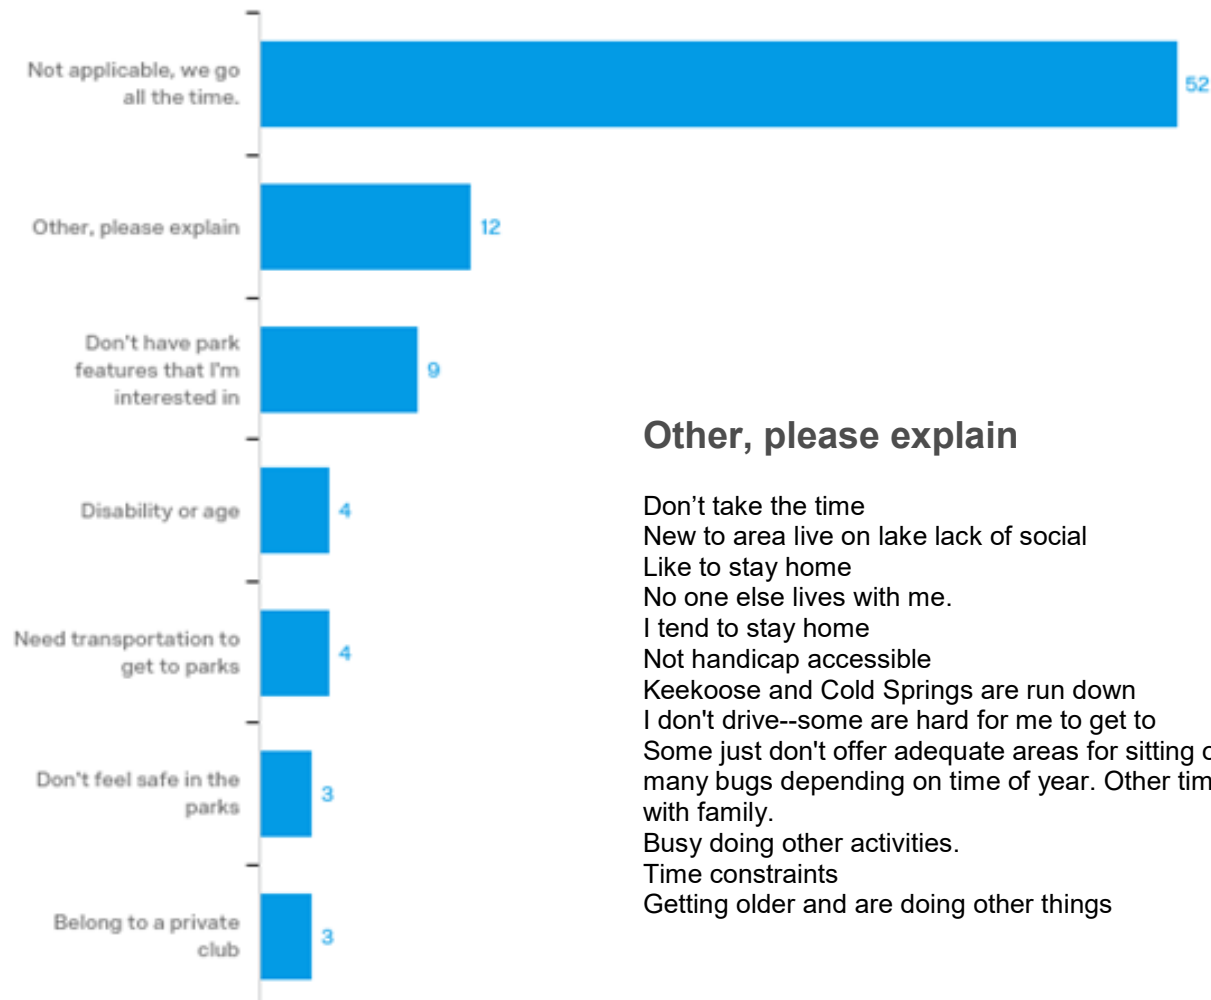 Not applicable, we go
all the time.
52
Other, please explain
12
Don't have park
features that I'm
interested in
9
Disability or age
4
Need transportation to
get to parks
4
Don't feel safe in the
parks
3
Belong to a private
club
3
Other, please explain
Don’t take the time
New to area live on lake lack of social
Like to stay home
No one else lives with me.
I tend to stay home
Not handicap accessible
Keekoose and Cold Springs are run down
I don't drive--some are hard for me to get to
Some just don't offer adequate areas for sitting
many bugs depending on time of year. Other
with family.
Busy doing other activities.
Time constraints
Getting older and are doing other things